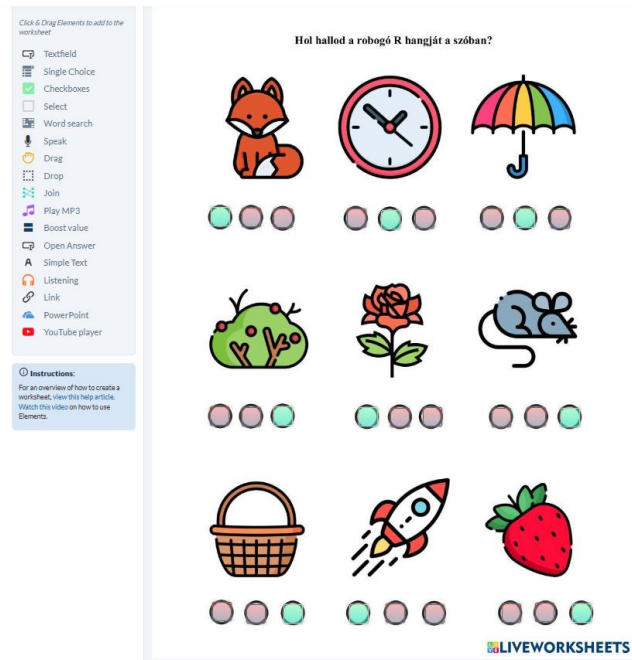 Click & Drag Elements to add to the
worksheet
Textfield
Single Choice
Checkboxes
Select
Word search
Speak
Drag
Drop
Join
Play MP3
Boost value
Open Answer
A Simple Text
Listening
Link
PowerPoint
YouTube player
Instructions:
For an overview of how to create a
worksheet, view this help article.
Watch this video on how to use
Elements.
Hol hallod a robogó R hangját a szóban?
LIVEWORKSHEETS